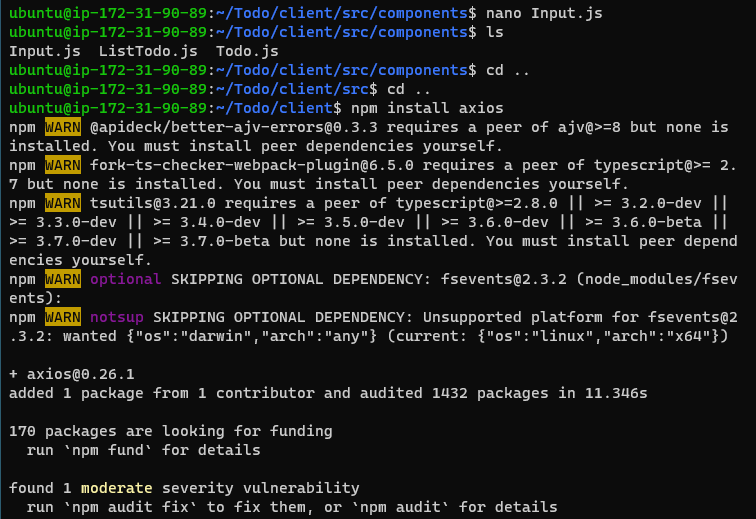 ubuntu@ip-172-31-90-89:~/Todo/client/src/components$ nano Input.js
ubuntu@ip-172-31-90-89:~/Todo/client/src/components$ ls
Input.js  ListTodo.js  Todo.js
ubuntu@ip-172-31-90-89:~/Todo/client/src/components$ cd ..
ubuntu@ip-172-31-90-89:~/Todo/client/src$ cd ..
ubuntu@ip-172-31-90-89:~/Todo/client$ npm install axios
npm WARN @apideck/better-ajv-errors@0.3.3 requires a peer of ajv@>=8 but none is
installed. You must install peer dependencies yourself.
npm WARN fork-ts-checker-webpack-plugin@6.5.0 requires a peer of typescript@>= 2.
7 but none is installed. You must install peer dependencies yourself.
npm WARN tsutils@3.21.0 requires a peer of typescript@>=2.8.0 || >= 3.2.0-dev ||
>= 3.3.0-dev || >= 3.4.0-dev || >= 3.5.0-dev || >= 3.6.0-dev || >= 3.6.0-beta ||
>= 3.7.0-dev || >= 3.7.0-beta but none is installed. You must install peer depend
encies yourself.
npm WARN optional SKIPPING OPTIONAL DEPENDENCY: fsevents@2.3.2 (node_modules/fsev
ents):
npm WARN notsup SKIPPING OPTIONAL DEPENDENCY: Unsupported platform for fsevents@2
.3.2: wanted {"os":"darwin","arch":"any"} (current: {"os":"linux","arch":"x64"})
+ axios@0.26.1
added 1 package from 1 contributor and audited 1432 packages in 11.346s
170 packages are looking for funding
  run `npm fund` for details
found 1 moderate severity vulnerability
  run `npm audit fix` to fix them, or `npm audit` for details